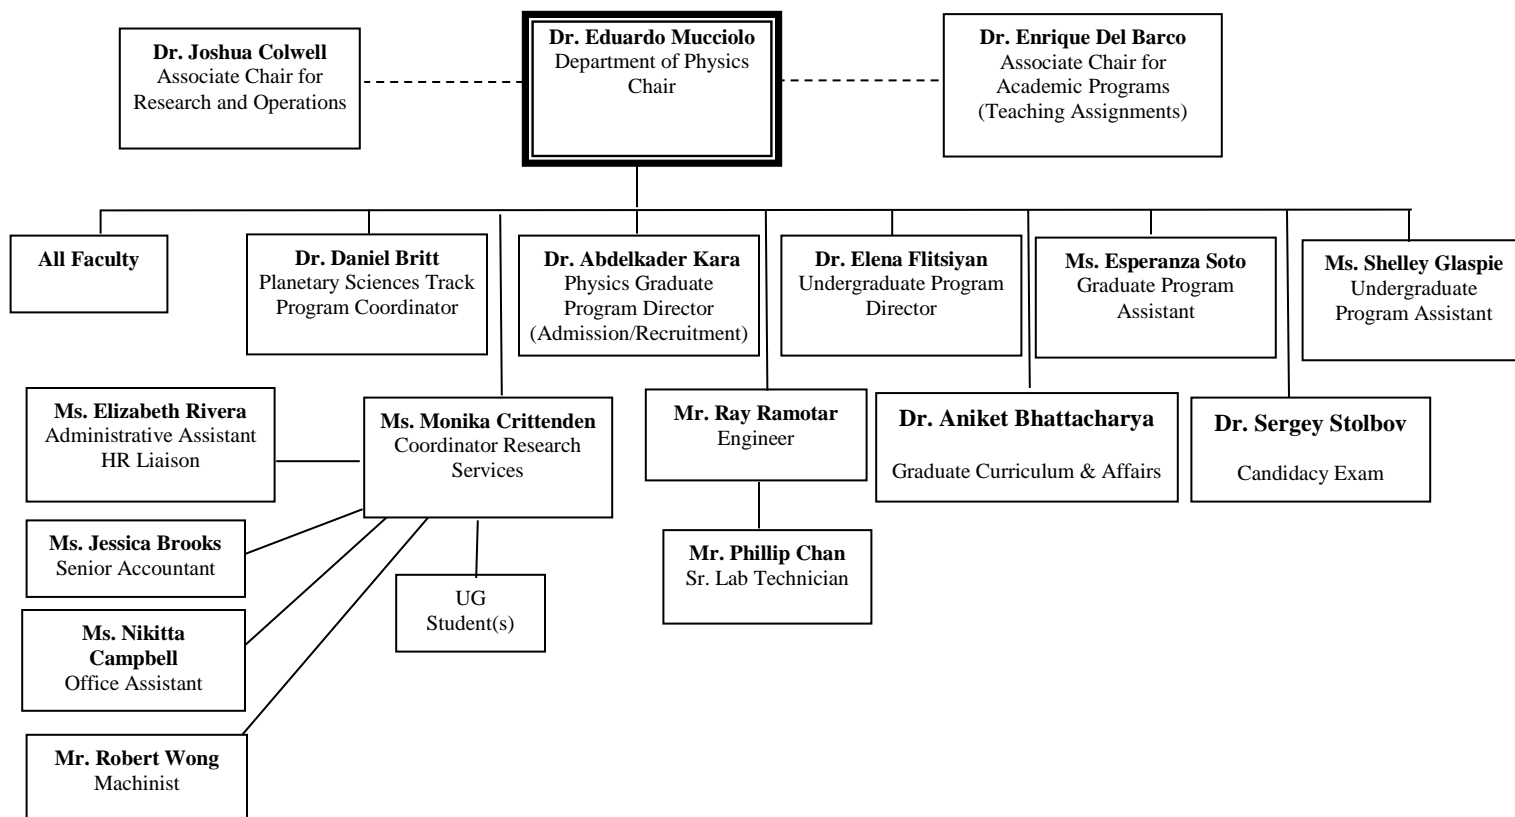 Dr. Joshua Colwell
Associate Chair for
Research and Operations
Dr. Eduardo Mucciolo
Department of Physics
Chair
Dr. Enrique Del Barco
Associate Chair for
Academic Programs
(Teaching Assignments)
All Faculty
Dr. Daniel Britt
Planetary Sciences Track
Program Coordinator
Dr. Abdelkader Kara
Physics Graduate
Program Director
(Admission/Recruitment)
Dr. Elena Flitsiyan
Undergraduate Program
Director
Ms. Esperanza Soto
Graduate Program
Assistant
Ms. Shelley Glaspie
Undergraduate
Program Assistant
Ms. Elizabeth Rivera
Administrative Assistant
HR Liaison
Ms. Monika Crittenden
Coordinator Research
Services
Mr. Ray Ramotar
Engineer
Dr. Aniket Bhattacharya
Graduate Curriculum & Affairs
Dr. Sergey Stolbov
Candidacy Exam
Ms. Jessica Brooks
Senior Accountant
UG
Student(s)
Mr. Phillip Chan
Sr. Lab Technician
Ms. Nikitta
Campbell
Office Assistant
Mr. Robert Wong
Machinist